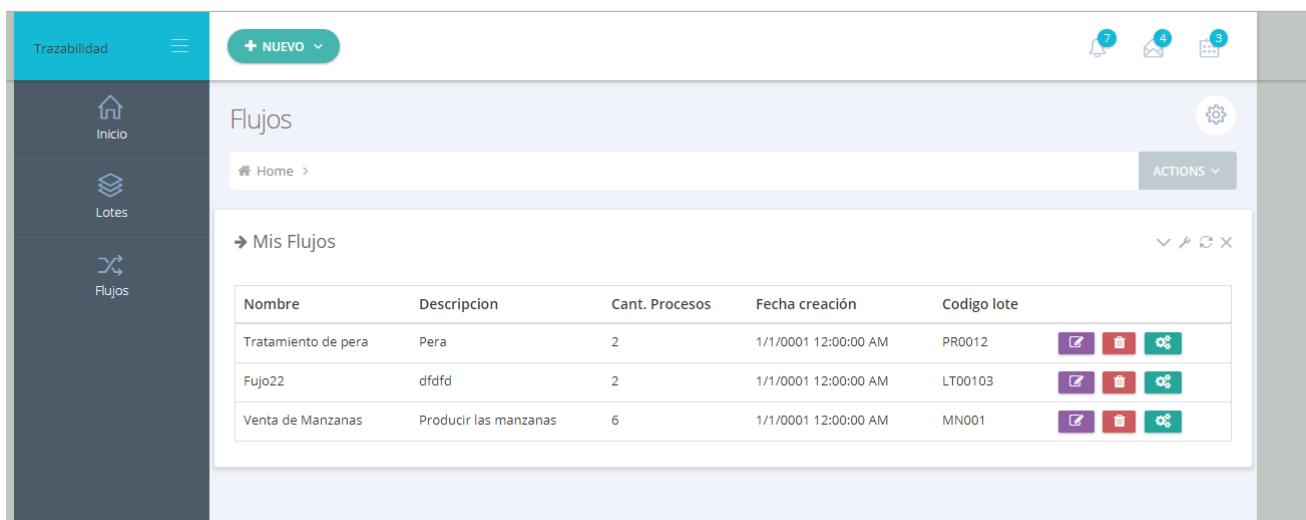 Trazabilidad
NUEVO
7
4
3
Inicio
Lotes
Flujos
Flujos
Home
ACTIONS
Mis Flujos
Nombre Descripcion Cant. Procesos Fecha creación Codigo lote
Tratamiento de pera Pera 2 1/1/0001 12:00:00 AM PR0012
Fujo22 dfdfd 2 1/1/0001 12:00:00 AM LT00103
Venta de Manzanas Producir las manzanas 6 1/1/0001 12:00:00 AM MN001